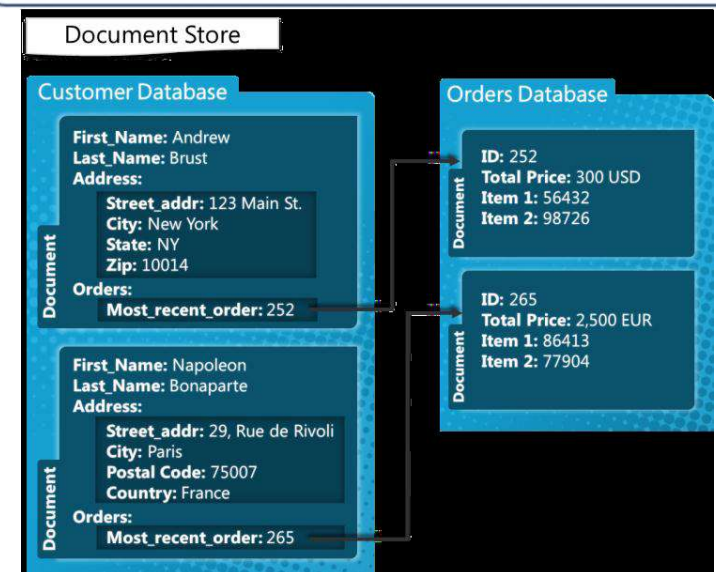 Document Store
Customer Database
First_Name: Andrew
Last_Name: Brust
Address:
Street_addr: 123 Main St.
City: New York
State: NY
Zip: 10014
Orders:
Most_recent_order: 252
Document
First_Name: Napoleon
Last_Name: Bonaparte
Address:
Street_addr: 29, Rue de Rivoli
City: Paris
Postal Code: 75007
Country: France
Orders:
Most_recent_order: 265
Document
Orders Database
ID: 252
Total Price: 300 USD
Item 1: 56432
Item 2: 98726
Document
ID: 265
Total Price: 2,500 EUR
Item 1: 86413
Item 2: 77904
Document